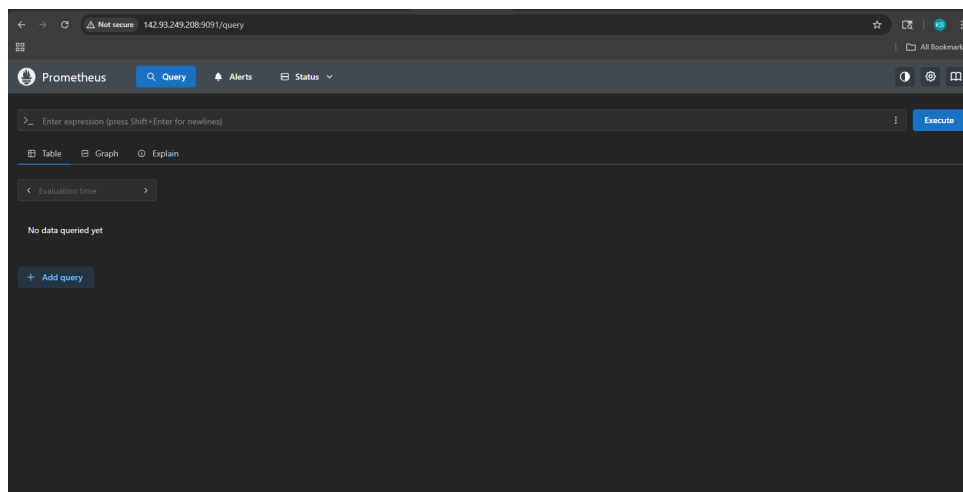 Not secure 142.93.249.208:9091/query KS
All Bookmark
Prometheus Query Alerts Status
>_ Enter expression (press Shift+Enter for newlines) Execute
Table Graph Explain
Evaluation time
No data queried yet
+ Add query